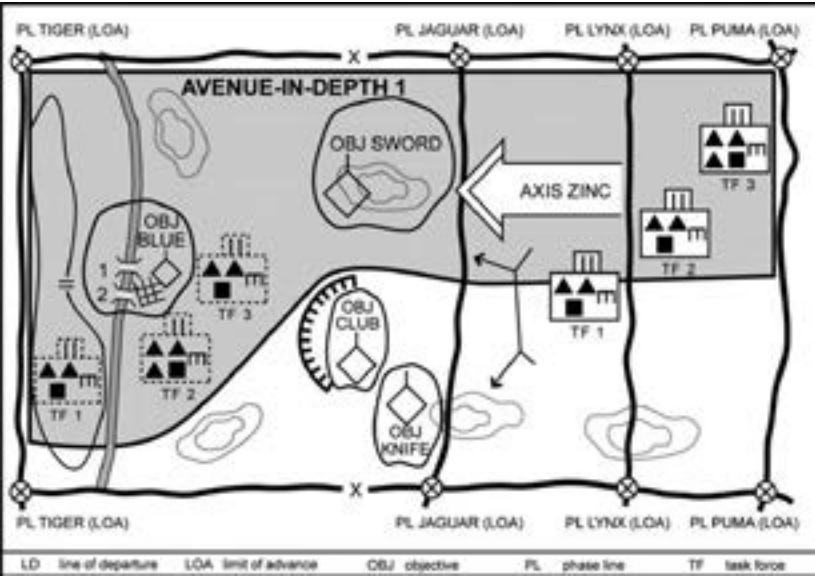 PL TIGER (LOA) PL JAGUAR (LOA) PL LYNX (LOA) PL PUMA (LOA)
X
AVENUE-IN-DEPTH 1
OBJ SWORD
AXIS ZINC
TF 3
TF 2
TF 1
OBJ
BLUE
1
2
TF 3
TF 2
TF 1
OBJ
CLUB
OBJ
KNIFE
X
PL TIGER (LOA) PL JAGUAR (LOA) PL LYNX (LOA) PL PUMA (LOA)
LD line of departure LOA limit of advance OBJ objective PL phase line TF task force